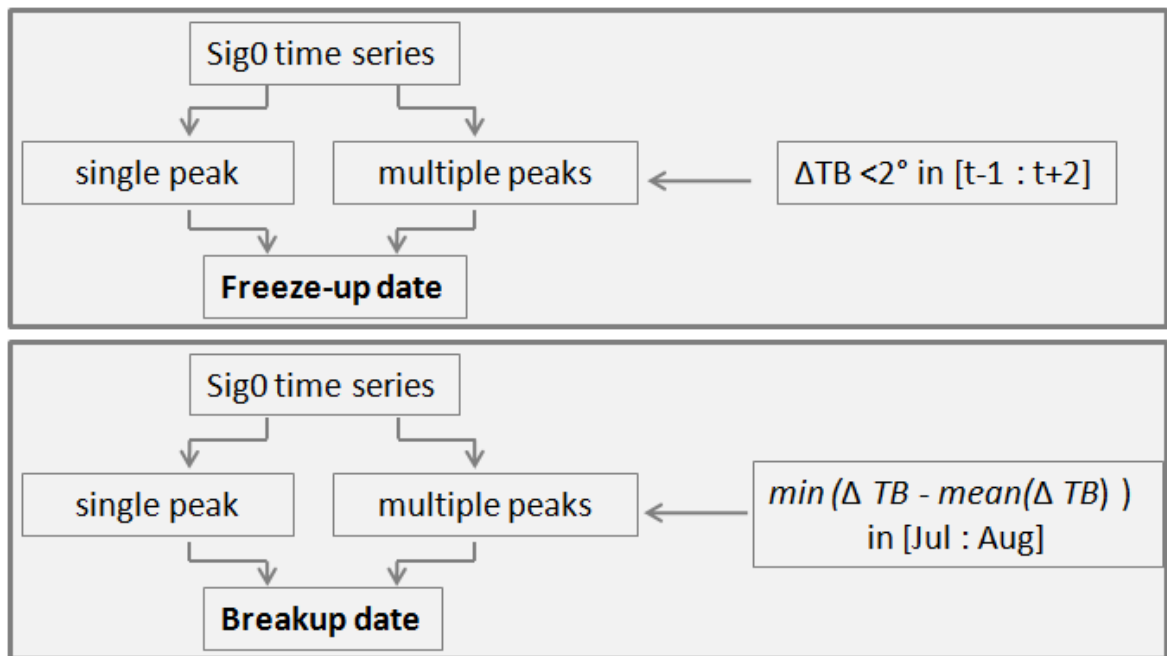 Sig0 time series
single peak
multiple peaks
ΔTB <2° in [t-1 : t+2]
Freeze-up date
Sig0 time series
single peak
multiple peaks
min (Δ TB - mean(Δ TB) )
in [Jul : Aug]
Breakup date